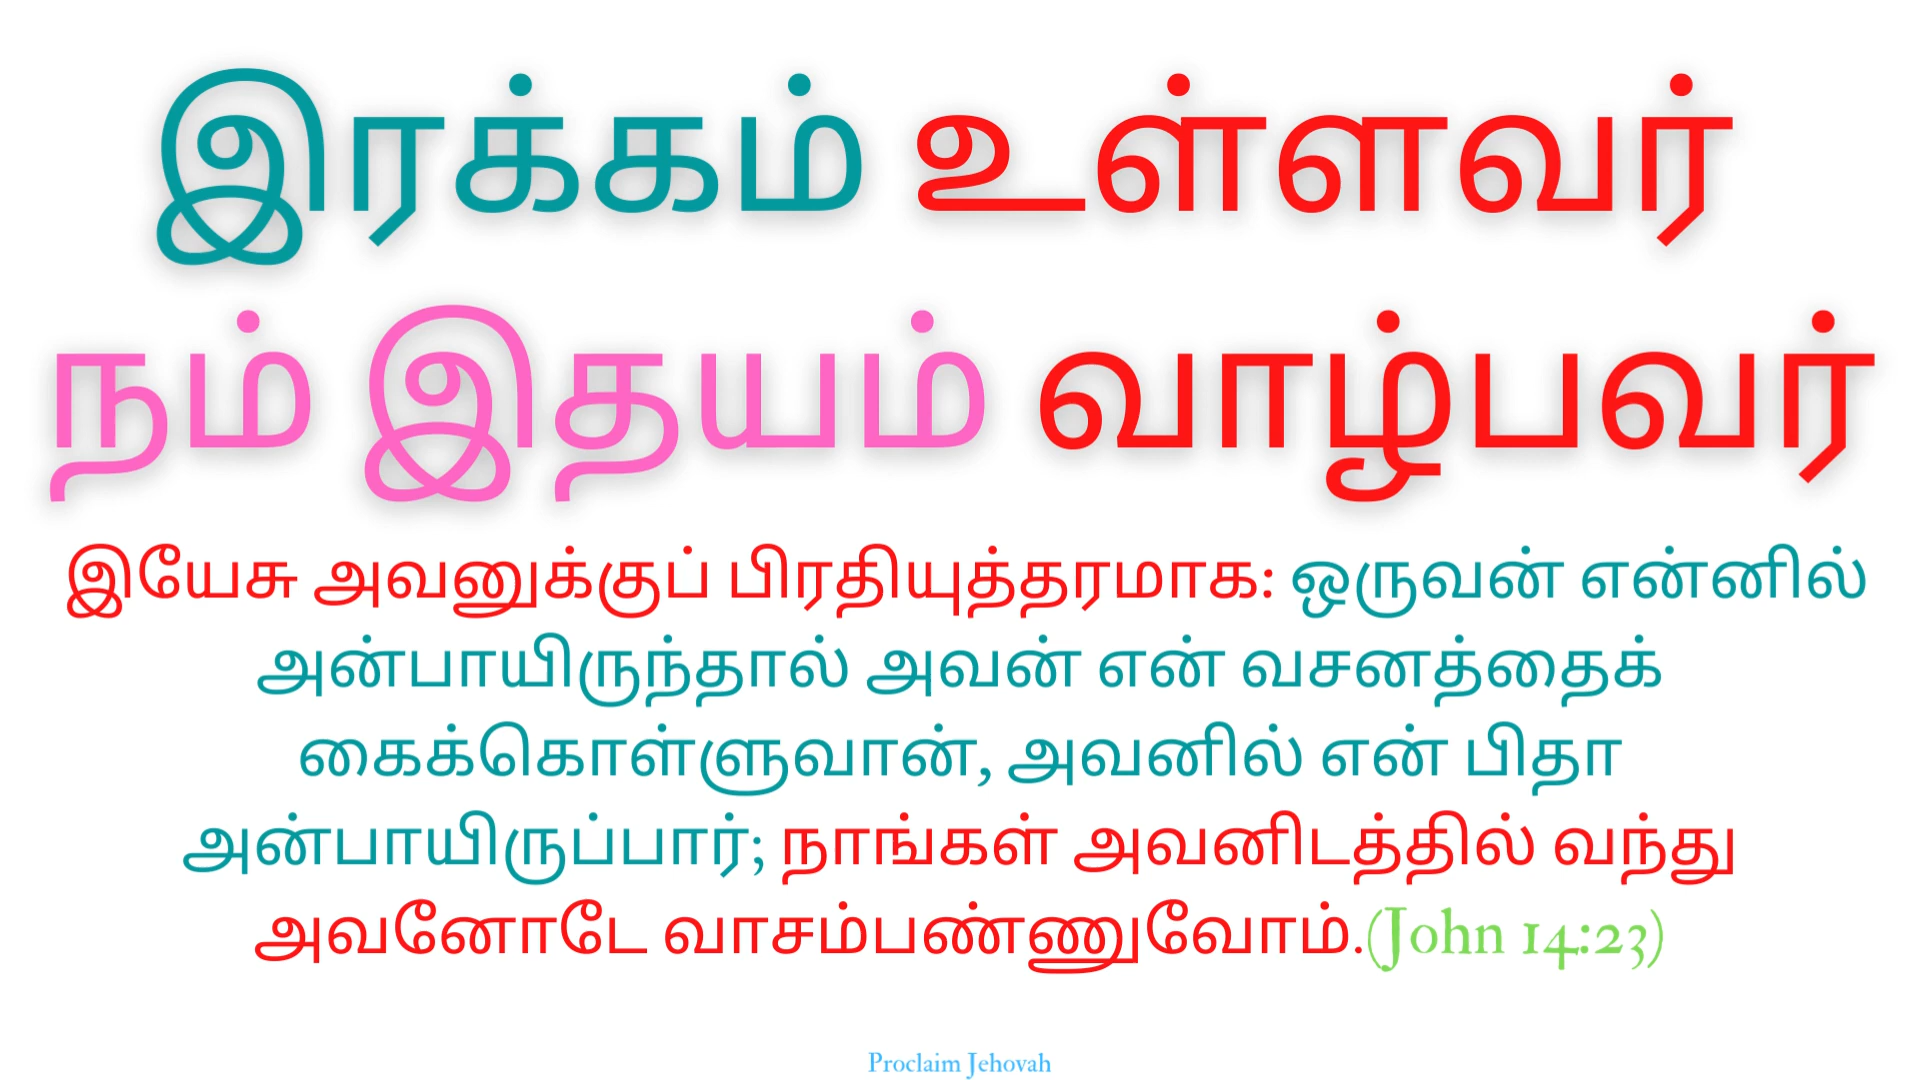 இரக்கம் உள்ளவர்
நம் இதயம் வாழ்பவர்
இயேசு அவனுக்குப் பிரதியுத்தரமாக: ஒருவன் என்னில்
அன்பாயிருந்தால் அவன் என் வசனத்தைக்
கைக்கொள்ளுவான், அவனில் என் பிதா
அன்பாயிருப்பார்; நாங்கள் அவனிடத்தில் வந்து
அவனோடே வாசம்பண்ணுவோம்.(John 14:23)
Proclaim Jehovah